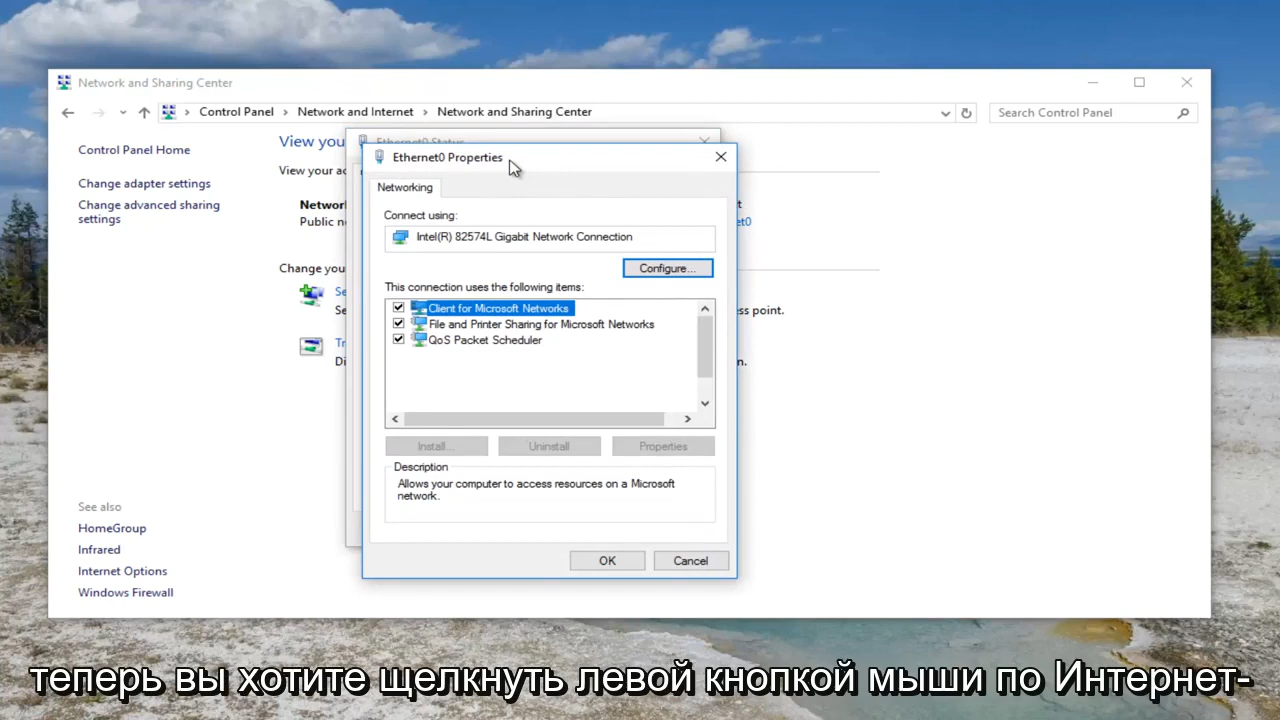 Network and Sharing Center
Control Panel > Network and Internet > Network and Sharing Center
Search Control Panel
Control Panel Home
Change adapter settings
Change advanced sharing
settings
See also
HomeGroup
Infrared
Internet Options
Windows Firewall
View you
View your ac
Networ
Public n
Change you
Se
Se
Tr
Di
t
et0
ess point.
n.
Ethernet0 Status
Ethernet0 Properties
Networking
Connect using:
Intel(R) 82574L Gigabit Network Connection
Configure...
This connection uses the following items:
Client for Microsoft Networks
File and Printer Sharing for Microsoft Networks
QoS Packet Scheduler
Install...
Uninstall
Properties
Description
Allows your computer to access resources on a Microsoft
network.
OK
Cancel
теперь вы хотите щелкнуть левой кнопкой мыши по Интернет-